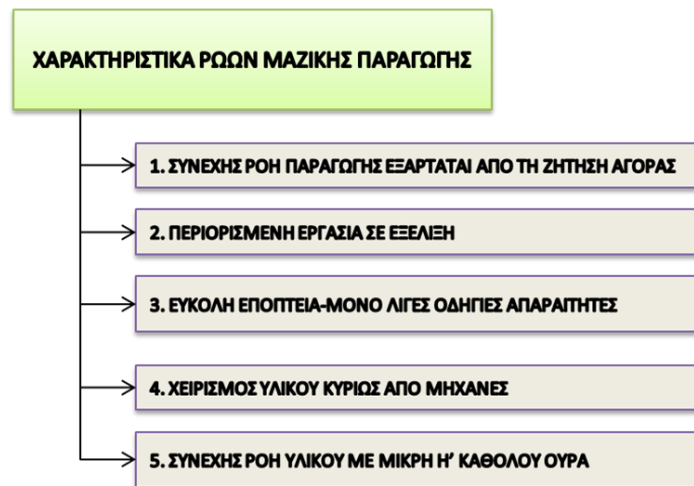 ΧΑΡΑΚΤΗΡΙΣΤΙΚΑ ΡΩΩΝ ΜΑΖΙΚΗΣ ΠΑΡΑΓΩΓΗΣ
1. ΣΥΝΕΧΗΣ ΡΟΗ ΠΑΡΑΓΩΓΗΣ ΕΞΑΡΤΑΤΑΙ ΑΠΟ ΤΗ ΖΗΤΗΣΗ ΑΓΟΡΑΣ
2. ΠΕΡΙΟΡΙΣΜΕΝΗ ΕΡΓΑΣΙΑ ΣΕ ΕΞΕΛΙΞΗ
3. ΕΥΚΟΛΗ ΕΠΟΠΤΕΙΑ-ΜΟΝΟ ΛΙΓΕΣ ΟΔΗΓΙΕΣ ΑΠΑΡΑΙΤΗΤΕΣ
4. ΧΕΙΡΙΣΜΟΣ ΥΛΙΚΟΥ ΚΥΡΙΩΣ ΑΠΟ ΜΗΧΑΝΕΣ
5. ΣΥΝΕΧΗΣ ΡΟΗ ΥΛΙΚΟΥ ΜΕ ΜΙΚΡΗ Η’ ΚΑΘΟΛΟΥ ΟΥΡΑ